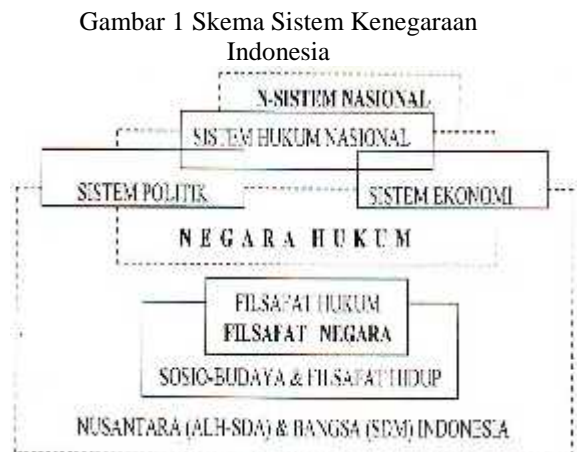 Gambar 1 Skema Sistem Kenegaraan
Indonesia
N-SISTEM NASIONAL
SISTEM HUKUM NASIONAL
SISTEM POLITIK
SISTEM EKONOMI
NEGARA HUKUM
FILSAFAT HUKUM
FILSAFAT NEGARA
SOSIO-BUDAYA & FILSAFAT HIDUP
NUSANTARA (ALH-SDA) & BANGSA (SDM) INDONESIA